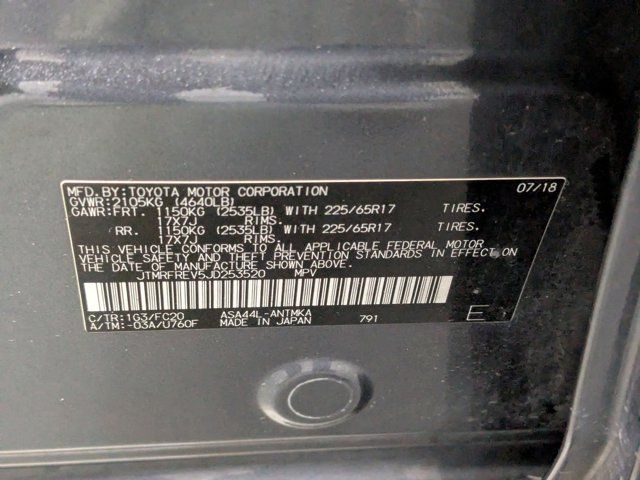 MFD.BY:TOYOTA MOTOR CORPORATION 07/18
GVWR:2105KG (4640LB)
GAWR:FRT. 1150KG (2535LB) WITH 225/65R17 TIRES.
17X7J RIMS.
RR. 1150KG (2535LB) WITH 225/65R17 TIRES.
17X7J RIMS.
THIS VEHICLE CONFORMS TO ALL APPLICABLE FEDERAL MOTOR
VEHICLE SAFETY AND THEFT PREVENTION STANDARDS IN EFFECT ON
THE DATE OF MANUFACTURE SHOWN ABOVE.
JTMRFREV5JD253520 MPV
C/TR:1G3/FC20 ASA44L-ANTMKA
A/TM:-03A/U760F MADE IN JAPAN 791 E